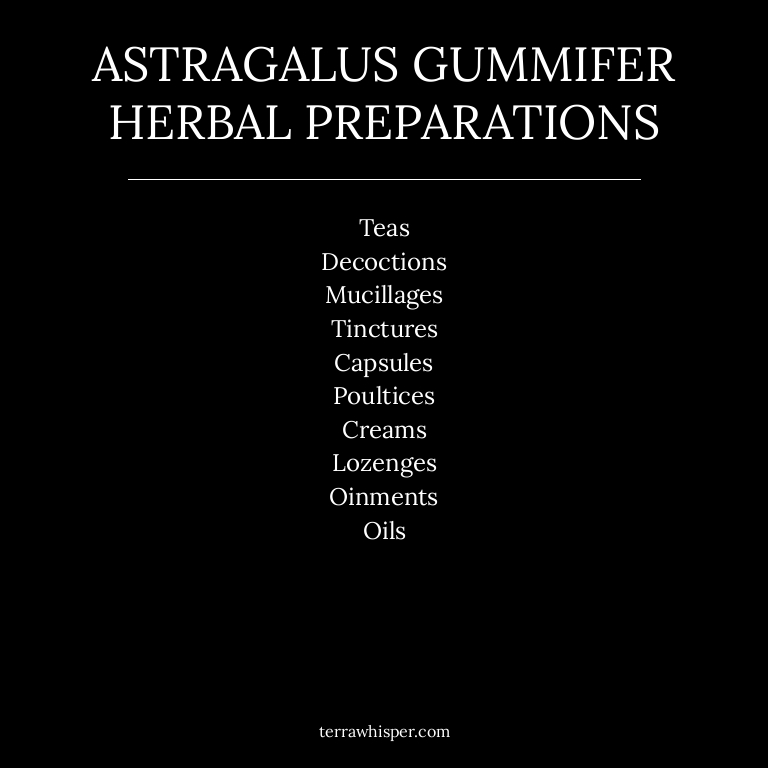 ASTRAGALUS GUMMIFER
HERBAL PREPARATIONS
Teas
Decoctions
Mucillages
Tinctures
Capsules
Poultices
Creams
Lozenges
Oinments
Oils
terrawhisper.com